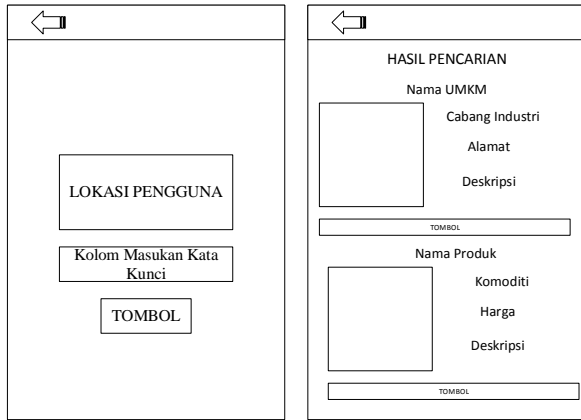 LOKASI PENGGUNA
Kolom Masukan Kata
Kunci
TOMBOL
HASIL PENCARIAN
Nama UMKM
Cabang Industri
Alamat
Deskripsi
TOMBOL
Nama Produk
Komoditi
Harga
Deskripsi
TOMBOL